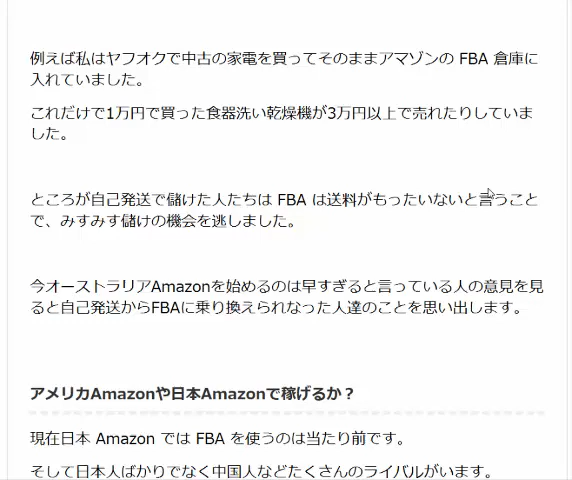 例えば私はヤフオクで中古の家電を買ってそのままアマゾンの FBA 倉庫に
入れていました。
これだけで1万円で買った食器洗い乾燥機が3万円以上で売れたりしていま
した。
ところが自己発送で儲けた人たちは FBA は送料がもったいないと言うこと
で、みすみす儲けの機会を逃しました。
今オーストラリアAmazonを始めるのは早すぎると言っている人の意見を見
ると自己発送からFBAに乗り換えられなった人達のことを思い出します。
アメリカAmazonや日本Amazonで稼げるか？
現在日本 Amazon では FBA を使うのは当たり前です。
そして日本人ばかりでなく中国人などたくさんのライバルがいます。